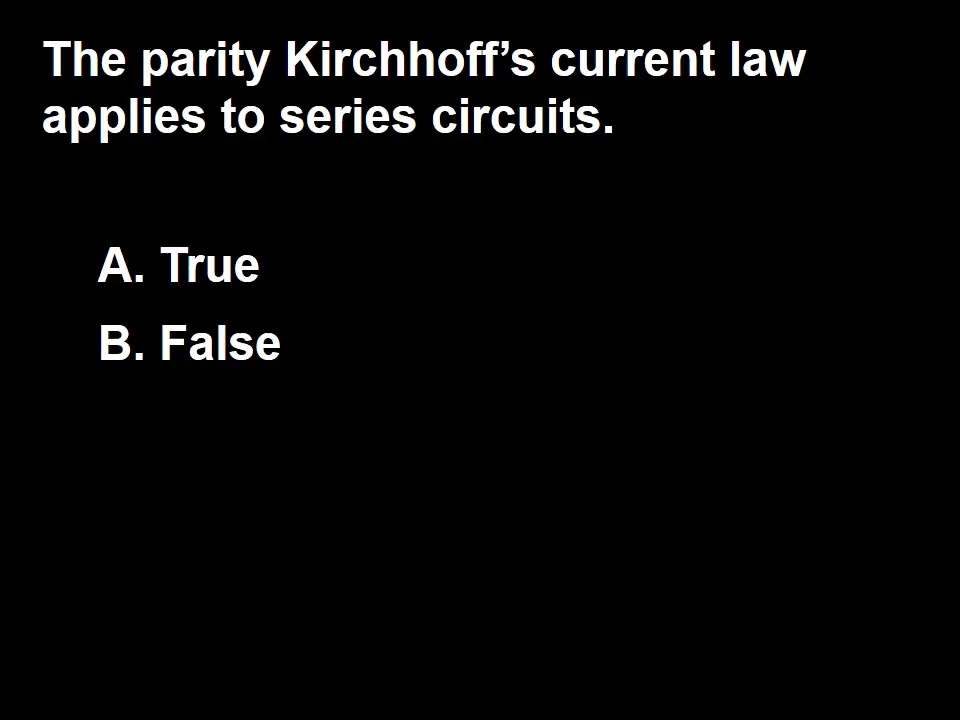 The parity Kirchhoff’s current law
applies to series circuits.
A. True
B. False